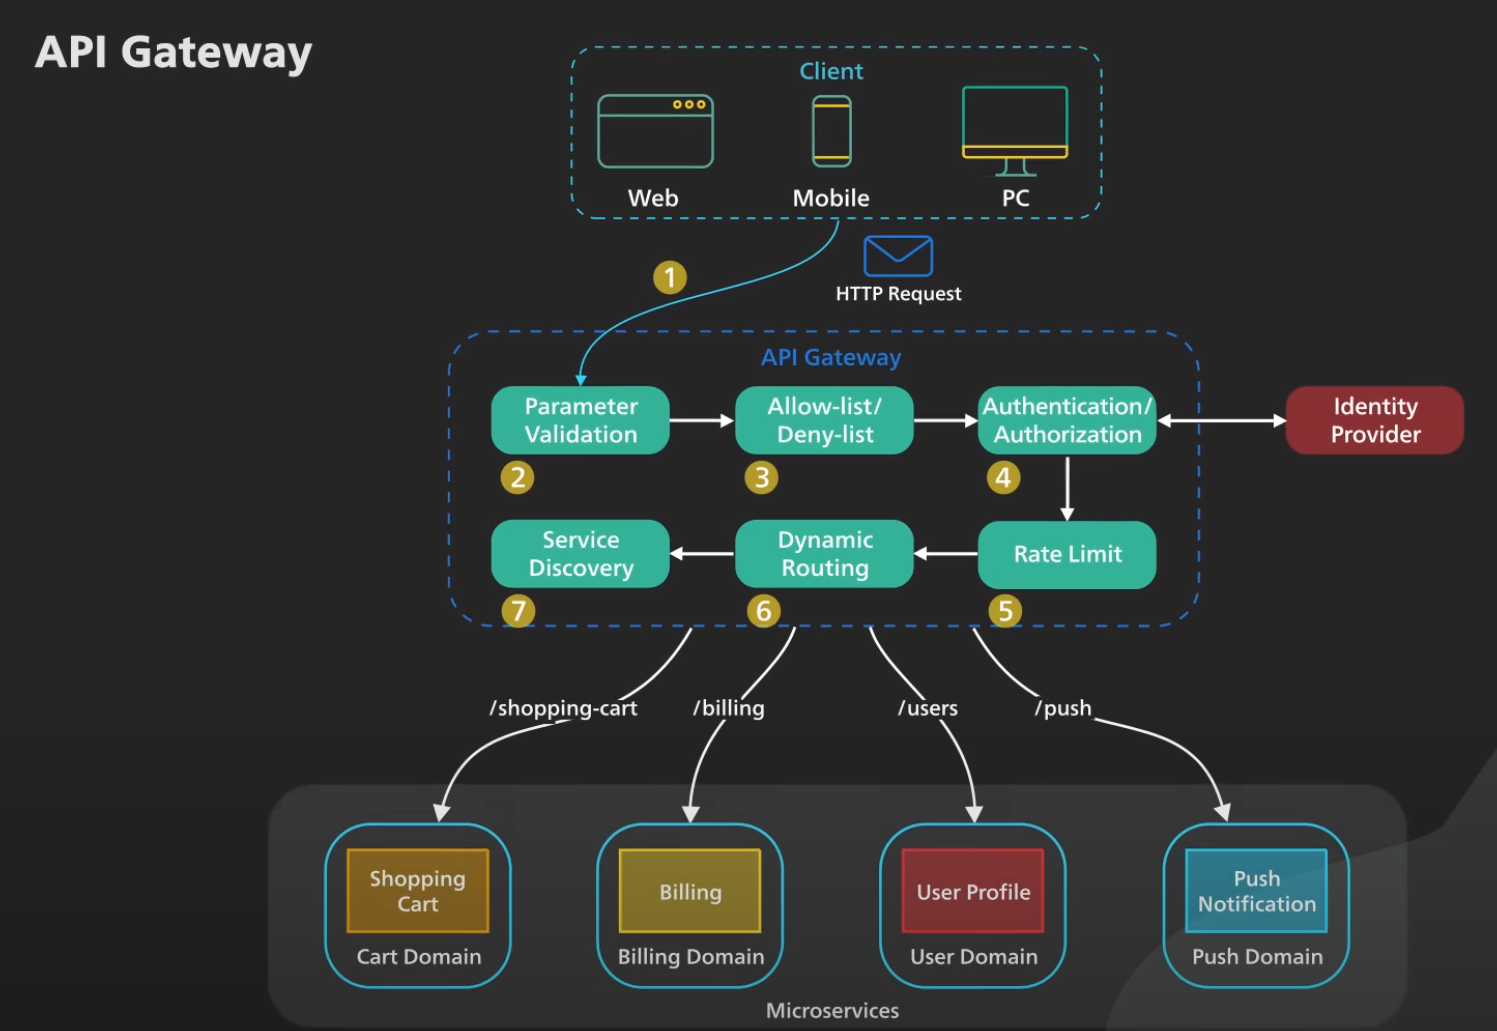 API Gateway
Client
Web
Mobile
PC
1
HTTP Request
API Gateway
Parameter
Validation
Allow-list/
Deny-list
Authentication/
Authorization
Identity
Provider
2
3
4
Service
Discovery
Dynamic
Routing
Rate Limit
7
6
5
/shopping-cart
/billing
/users
/push
Shopping
Cart
Billing
User Profile
Push
Notification
Cart Domain
Billing Domain
User Domain
Push Domain
Microservices